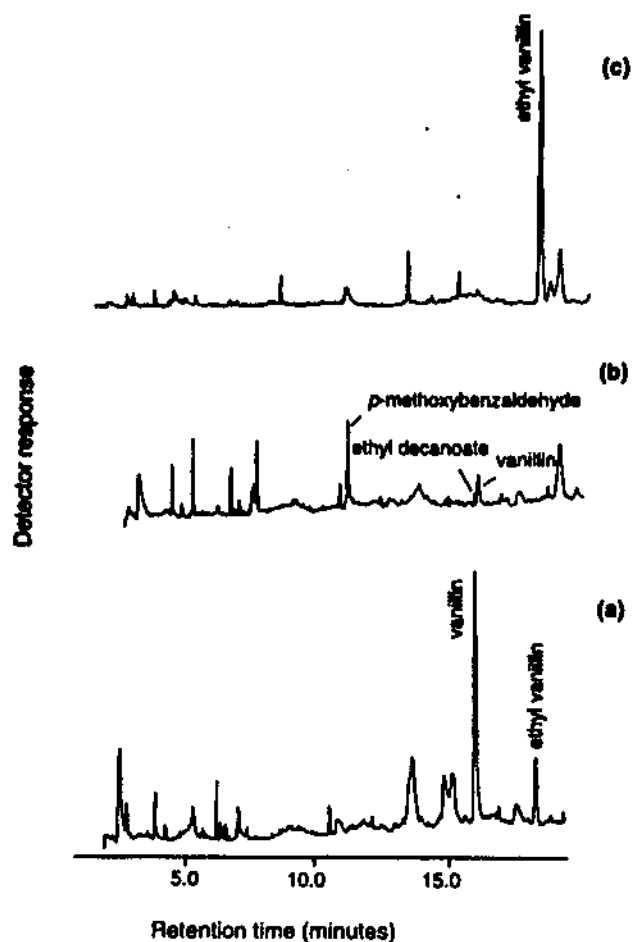 ethyl vanillin
(c)
(b)
p-methoxybenzaldehyde
ethyl decanoate
vanillin
Detector response
(a)
vanillin
ethyl vanillin
5.0 10.0 15.0
Retention time (minutes)